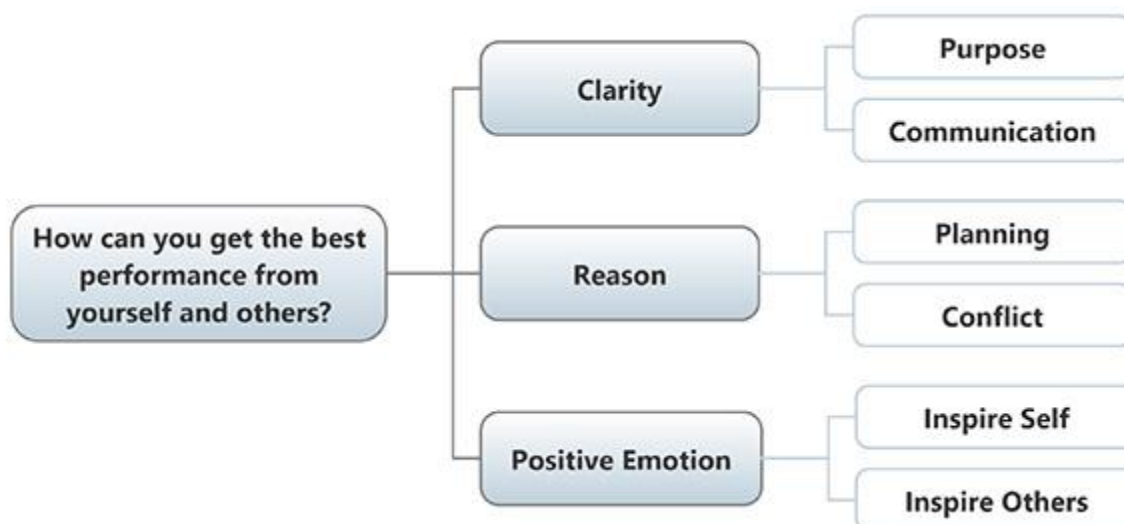 How can you get the best
performance from
yourself and others?
Clarity
Purpose
Communication
Reason
Planning
Conflict
Positive Emotion
Inspire Self
Inspire Others